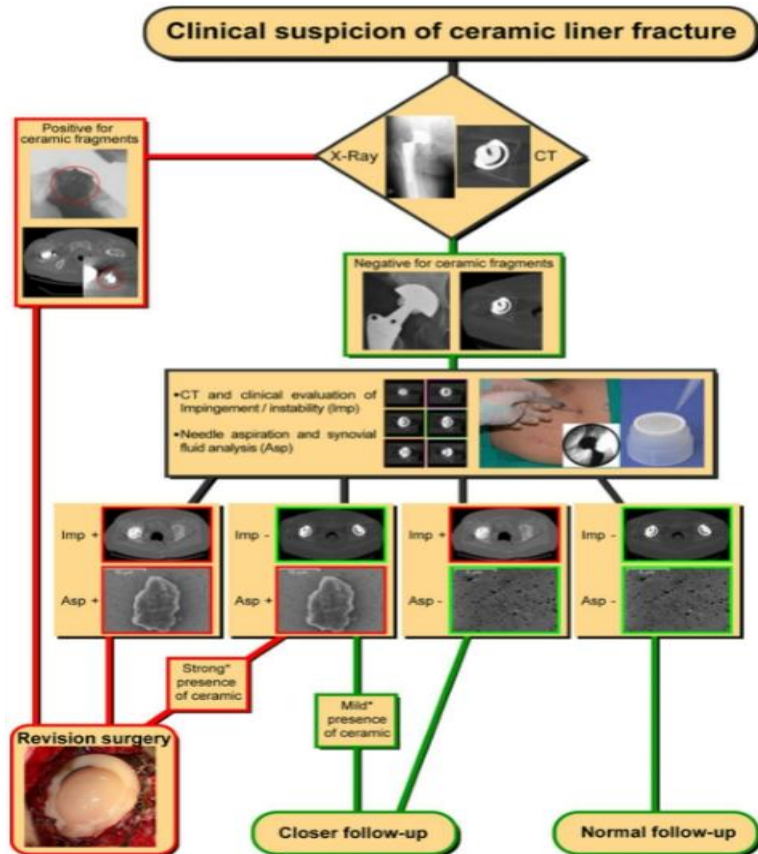 Clinical suspicion of ceramic liner fracture
X-Ray
CT
Positive for
ceramic fragments
Negative for ceramic fragments
•CT and clinical evaluation of
Impingement / instability (Imp)
•Needle aspiration and synovial
fluid analysis (Asp)
Imp +
Asp +
Imp -
Asp +
Imp +
Asp -
Imp -
Asp -
Strong*
presence
of ceramic
Mild*
presence
of ceramic
Revision surgery
Closer follow-up
Normal follow-up